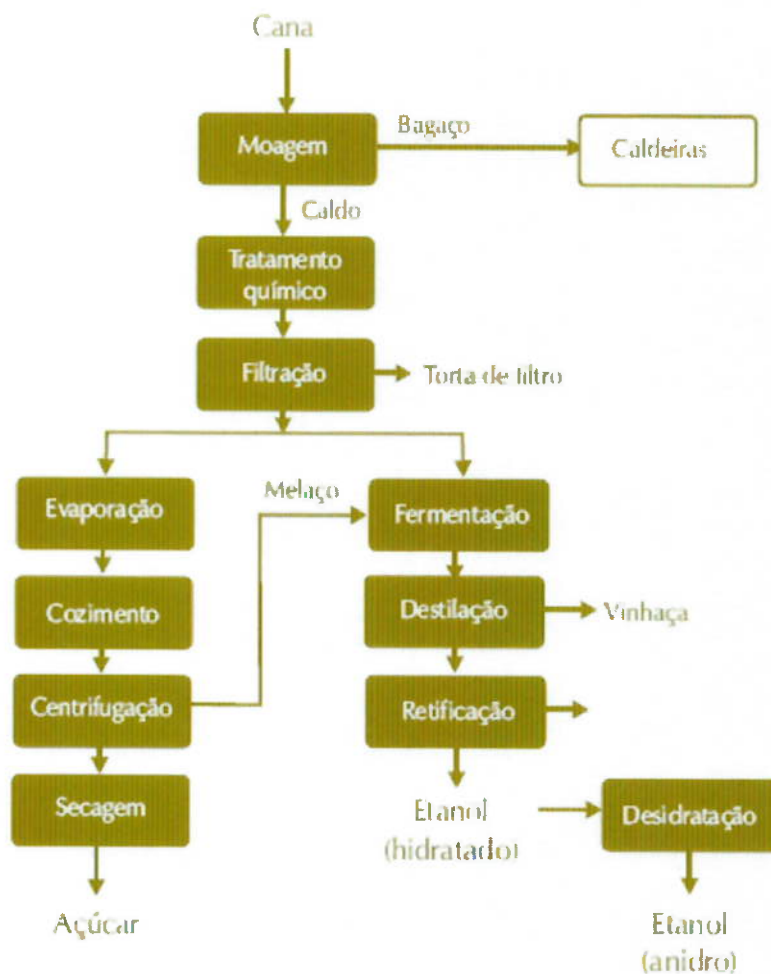 Cana
Moagem
Bagaço
Caldeiras
Caldo
Tratamento
químico
Filtração
Torta de filtro
Evaporação
Melaço
Fermentação
Cozimento
Destilação
Vinhaça
Centrifugação
Retificação
Secagem
Etanol
(hidratado)
Desidratação
Açúcar
Etanol
(anidro)